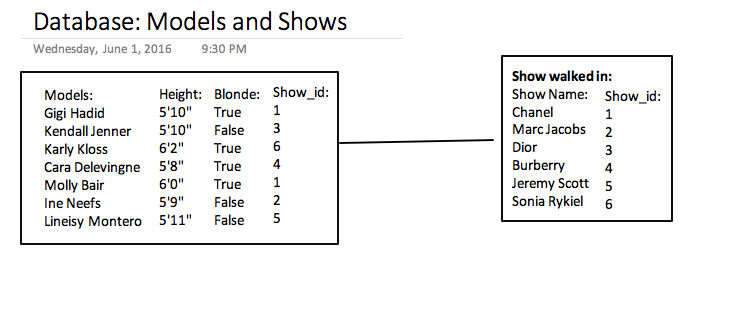 Database: Models and Shows
Wednesday, June 1, 2016 9:30 PM
Models: Height: Blonde: Show_id:
Gigi Hadid 5'10" True 1
Kendall Jenner 5'10" False 3
Karly Kloss 6'2" True 6
Cara Delevingne 5'8" True 4
Molly Bair 6'0" True 1
Ine Neefs 5'9" False 2
Lineisy Montero 5'11" False 5
Show walked in:
Show Name: Show_id:
Chanel 1
Marc Jacobs 2
Dior 3
Burberry 4
Jeremy Scott 5
Sonia Rykiel 6